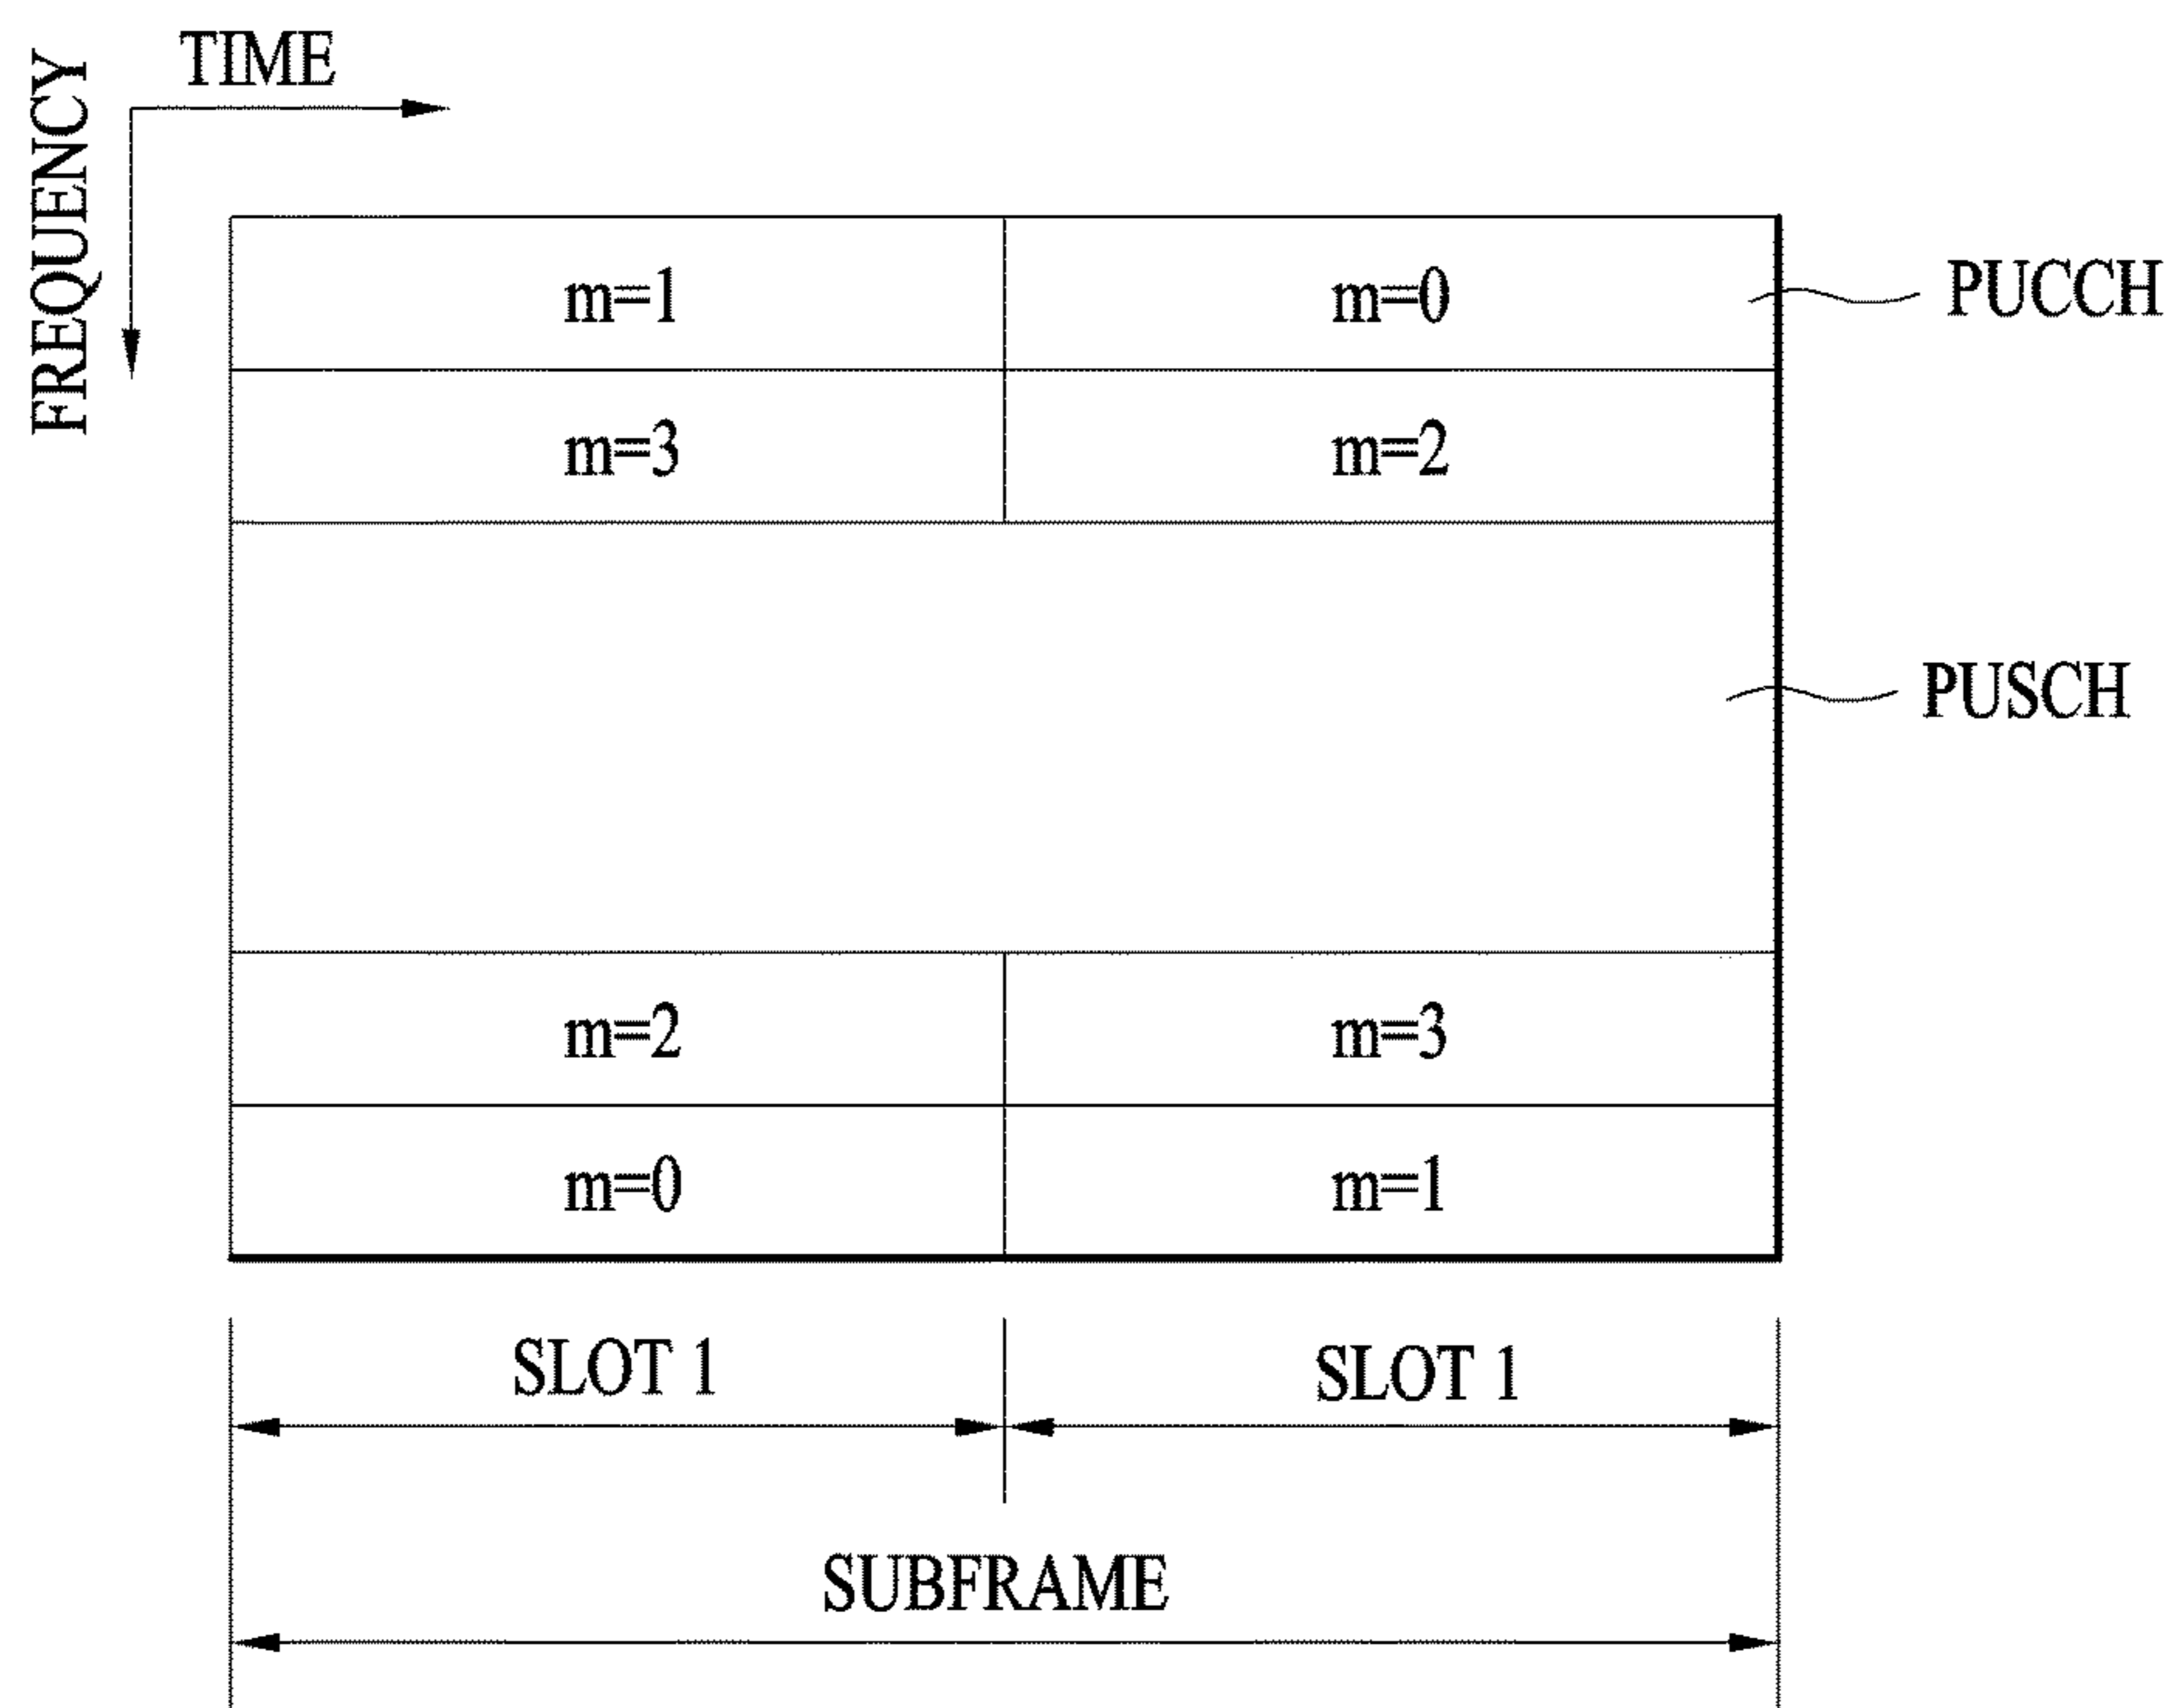 TIME
FREQUENCY
m=1 m=0 PUCCH
m=3 m=2
PUSCH
m=2 m=3
m=0 m=1
SLOT 1 SLOT 1
SUBFRAME